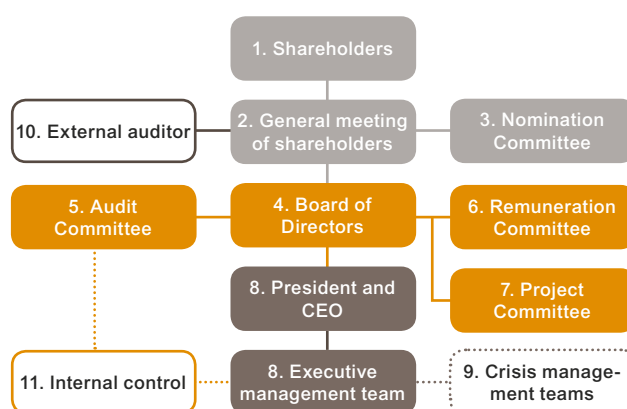 1. Shareholders
10. External auditor
2. General meeting
of shareholders
3. Nomination
Committee
5. Audit
Committee
4. Board of
Directors
6. Remuneration
Committee
8. President and
CEO
7. Project
Committee
11. Internal control
8. Executive
management team
9. Crisis manage-
ment teams